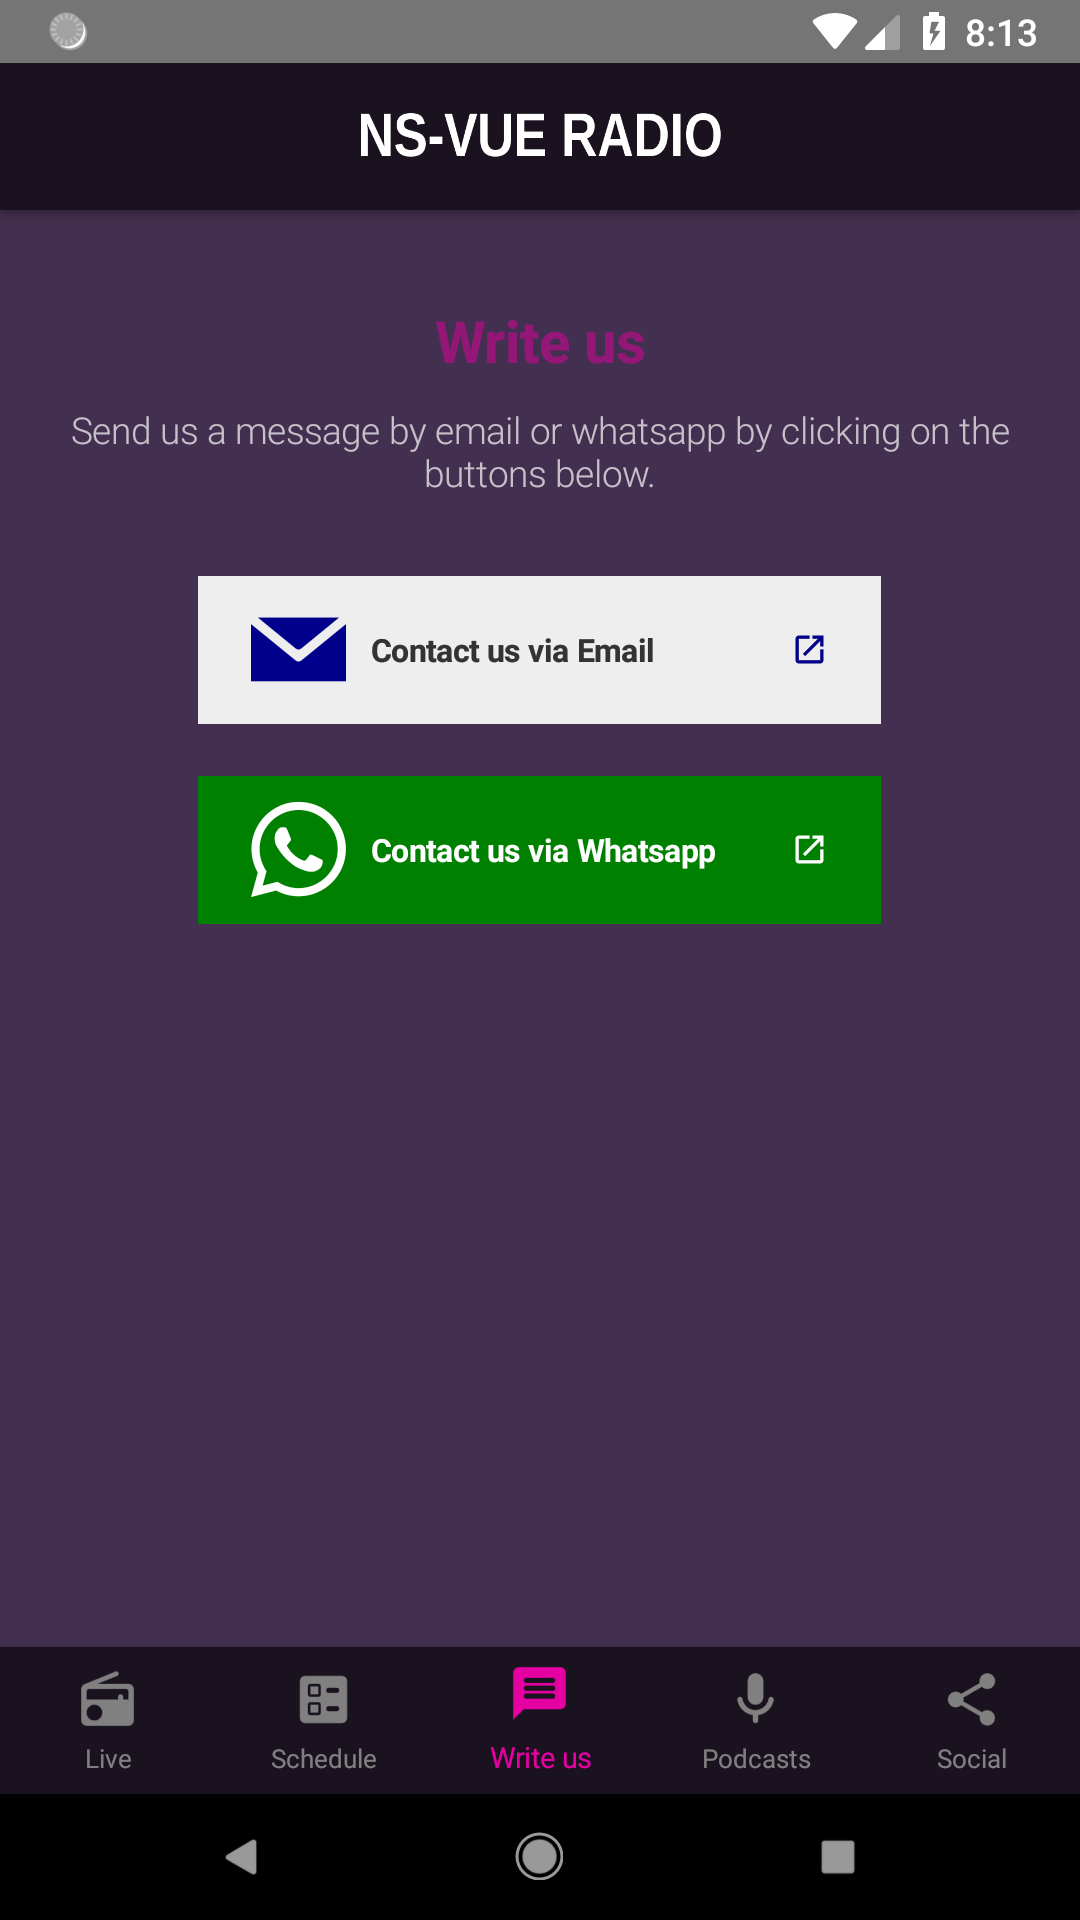 8:13
NS-VUE RADIO
Write us
Send us a message by email or whatsapp by clicking on the
buttons below.
Contact us via Email
Contact us via Whatsapp
Live
Schedule
Write us
Podcasts
Social